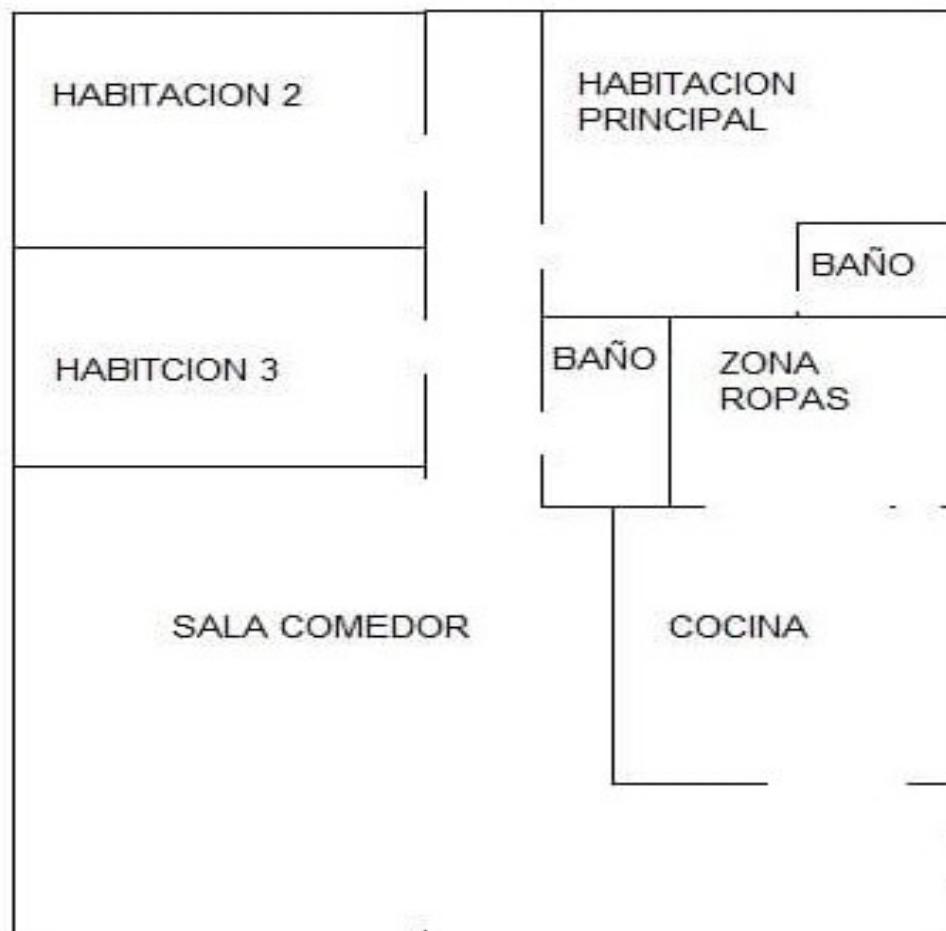 HABITACION 2
HABITACION
PRINCIPAL
BAÑO
HABITCION 3
BAÑO
ZONA
ROPAS
SALA COMEDOR
COCINA